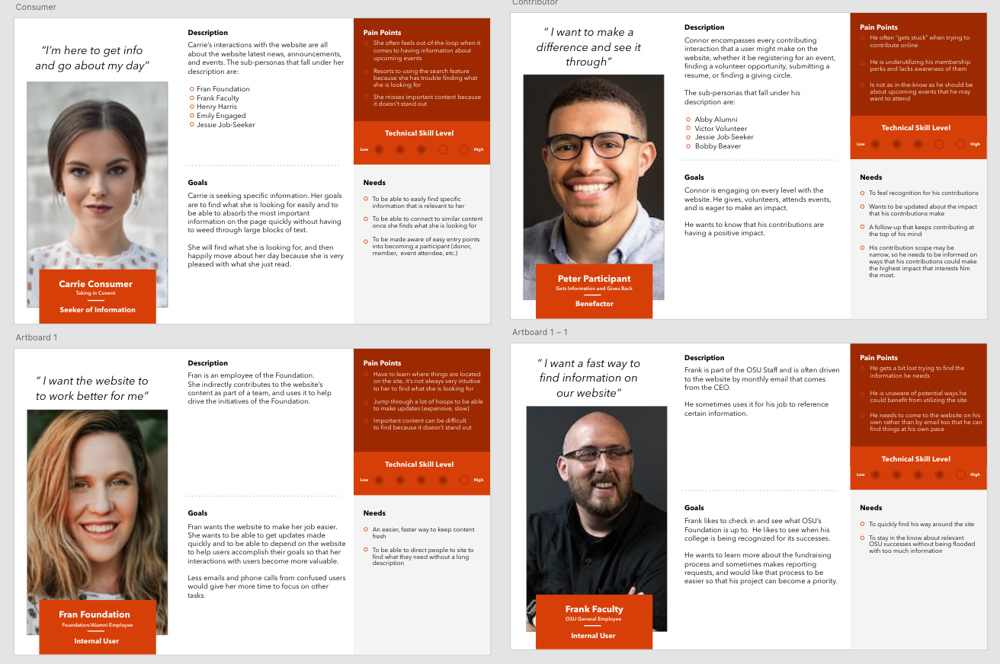 Consumer
“I’m here to get info
and go about my day”
Carrie Consumer
Taking in Conent
Seeker of Information
Description
Carrie’s interactions with the website are all
about the website latest news, announcements,
and events. The sub-personas that fall under her
description are:
Fran Foundation
Frank Faculty
Henry Harris
Emily Engaged
Jessie Job-Seeker
Goals
Carrie is seeking specific information. Her goals
are to find what she is looking for easily and to
be able to absorb the most important
information on the page quickly without having
to weed through large blocks of text.
She will find what she is looking for, and then
happily move about her day because she is very
pleased with what she just read.
Pain Points
She often feels out-of-the-loop when it
comes to having information about
upcoming events
Resorts to using the search feature
because she has trouble finding what
she is looking for
She misses important content because
it doesn’t stand out
Technical Skill Level
Low
High
Needs
To be able to easily find specific
information that is relevant to her
To be able to connect to similar content
once she finds what she is looking for
To be made aware of easy entry points
into becoming a participant (donor,
member, event attendee, etc.)
Contributor
“ I want to make a
difference and see it
through”
Peter Participant
Gets Information and Gives Back
Benefactor
Description
Connor encompasses every contributing
interaction that a user might make on the
website, whether it be registering for an event,
finding a volunteer opportunity, submitting a
resume, or finding a giving circle.
The sub-personas that fall under his
description are:
Abby Alumni
Victor Volunteer
Jessie Job-Seeker
Bobby Beaver
Goals
Connor is engaging on every level with the
website. He gives, volunteers, attends events,
and is eager to make an impact.
He wants to know that his contributions are
having a positive impact.
Pain Points
He often “gets stuck” when trying to
contribute online
He is underutilizing his membership
perks and lacks awareness of them
Is not as in-the-know as he should be
about upcoming events that he may
want to attend
Technical Skill Level
Low
High
Needs
To feel recognition for his contributions
Wants to be updated about the impact
that his contributions make
A follow-up that keeps contributing at
the top of his mind
His contribution scope may be
narrow, so he needs to be informed on
ways that his contributions could make
the highest impact that interests him
the most.
Artboard 1
“ I want the website to
to work better for me”
Fran Foundation
Foundation/Alumni Employee
Internal User
Description
Fran is an employee of the Foundation.
She indirectly contributes to the website’s
content as part of a team, and uses it to help
drive the initiatives of the Foundation.
Goals
Fran wants the website to make her job easier.
She wants to be able to get updates made
quickly and to be able to depend on the website
to help users accomplish their goals so that her
interactions with users become more valuable.
Less emails and phone calls from confused users
would give her more time to focus on other
tasks.
Pain Points
Have to learn where things are located
on the site, it’s not always very intuitive
to her to find what she is looking for
Jump through a lot of hoops to be able
to make updates (expensive, slow)
Important content can be difficult
to find because it doesn’t stand out
Technical Skill Level
Low
High
Needs
An easier, faster way to keep content
fresh
To be able to direct people to site to
find what they need without a long
description
Artboard 1 – 1
“ I want a fast way to
find information on
our website”
Frank Faculty
OSU General Employee
Internal User
Description
Frank is part of the OSU Staff and is often driven
to the website by monthly email that comes
from the CEO.
He sometimes uses it for his job to reference
certain information.
Goals
Frank likes to check in and see what OSU’s
Foundation is up to. He likes to see when his
college is being recognized for its successes.
He wants to learn more about the fundraising
process and sometimes makes reporting
requests, and would like that process to be
easier so that his project can become a priority.
Pain Points
He gets a bit lost trying to find the
information he needs
He is unaware of potential ways he
could benefit from utilizing the site
He needs to come to the website on his
own rather than by email too that he can
find things at his own pace
Technical Skill Level
Low
High
Needs
To quickly find his way around the site
To stay in the know about relevant
OSU successes without being flooded
with too much information